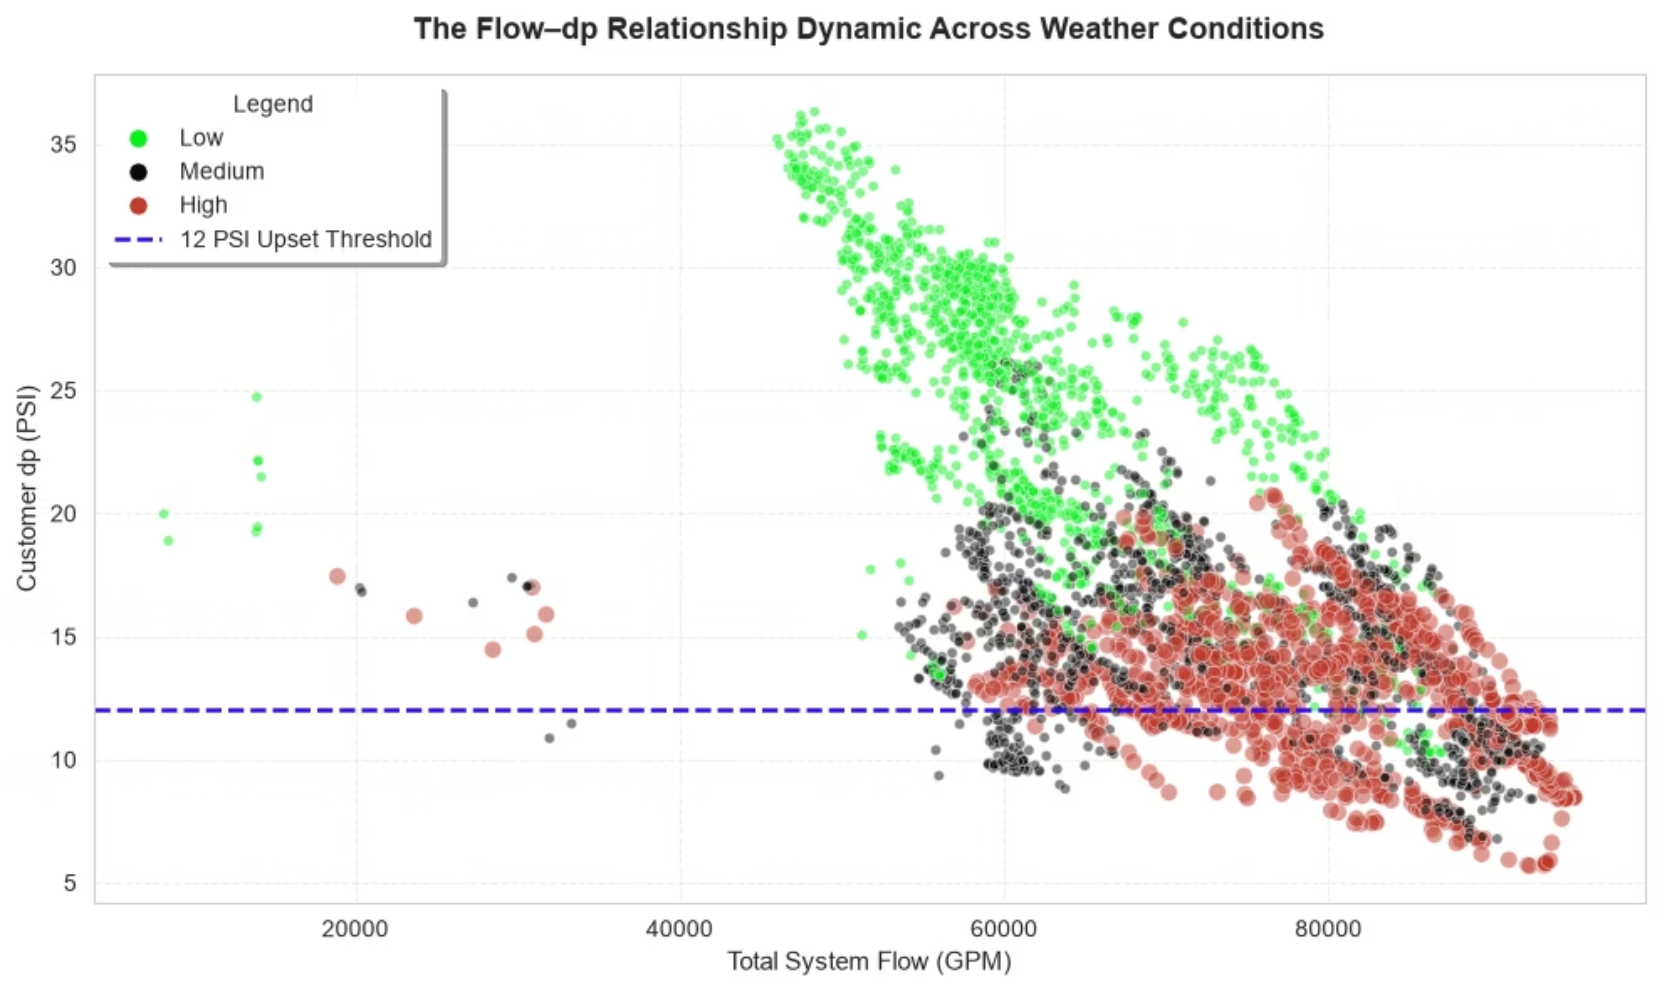 The Flow–dp Relationship Dynamic Across Weather Conditions
Legend
Low
Medium
High
12 PSI Upset Threshold
Customer dp (PSI)
35
30
25
20
15
10
5
20000
40000
60000
80000
Total System Flow (GPM)